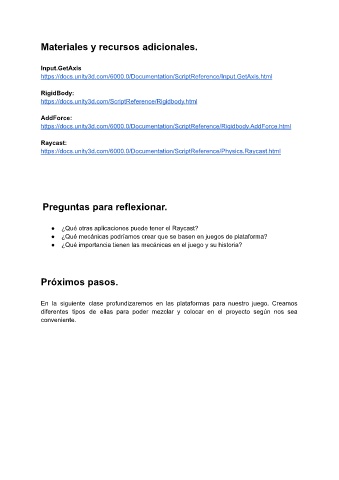 Materiales y recursos adicionales.
Input.GetAxis
https://docs.unity3d.com/6000.0/Documentation/ScriptReference/Input.GetAxis.html
RigidBody:
https://docs.unity3d.com/ScriptReference/Rigidbody.html
AddForce:
https://docs.unity3d.com/6000.0/Documentation/ScriptReference/Rigidbody.AddForce.html
Raycast:
https://docs.unity3d.com/6000.0/Documentation/ScriptReference/Physics.Raycast.html
Preguntas para reflexionar.
● ¿Qué otras aplicaciones puedo tener el Raycast?
● ¿Qué mecánicas podríamos crear que se basen en juegos de plataforma?
● ¿Qué importancia tienen las mecánicas en el juego y su historia?
Próximos pasos.
En la siguiente clase profundizaremos en las plataformas para nuestro juego. Creamos
diferentes tipos de ellas para poder mezclar y colocar en el proyecto según nos sea
conveniente.